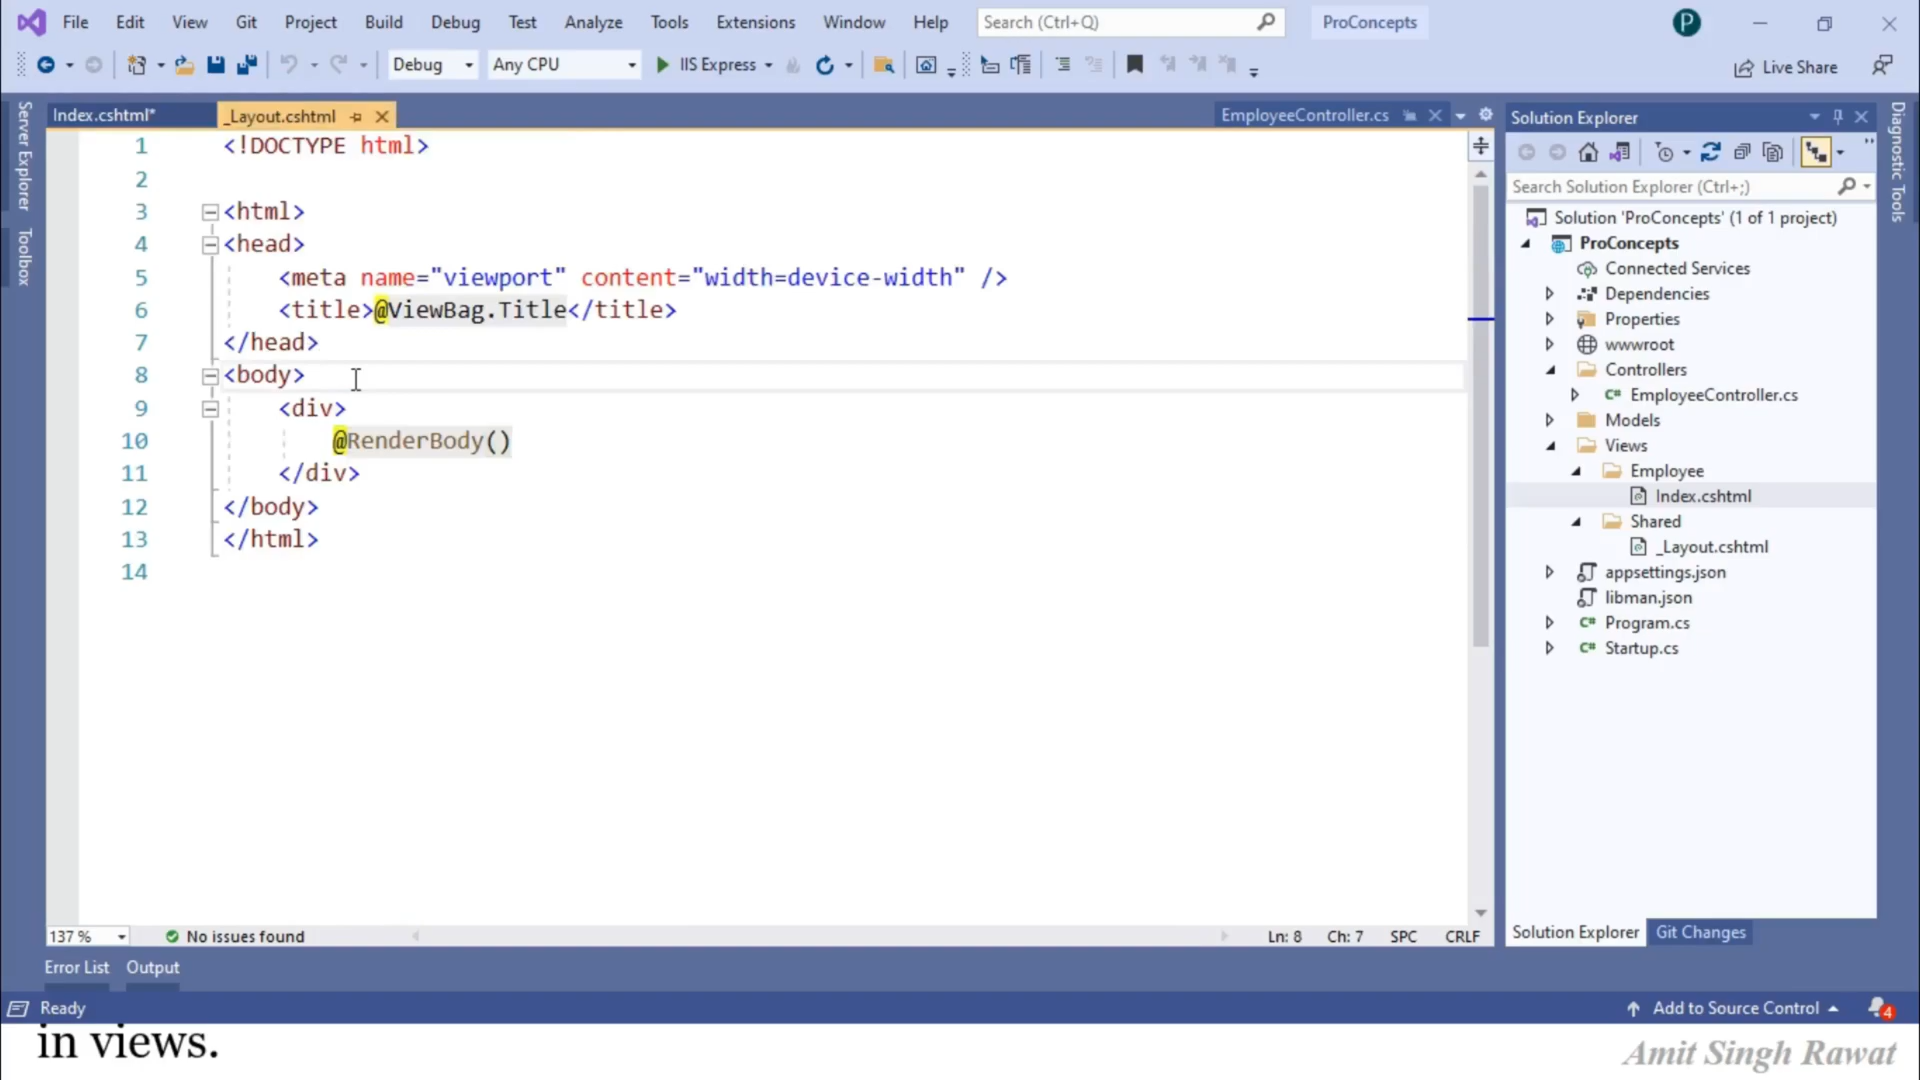 File Edit View Git Project Build Debug Test Analyze Tools Extensions Window Help Search (Ctrl+Q) ProConcepts P
Debug Any CPU IIS Express Live Share
Server Explorer
Toolbox
Index.cshtml* _Layout.cshtml EmployeeController.cs
1 <!DOCTYPE html>
2
3 <html>
4 <head>
5 <meta name="viewport" content="width=device-width" />
6 <title>@ViewBag.Title</title>
7 </head>
8 <body>
9 <div>
10 @RenderBody()
11 </div>
12 </body>
13 </html>
14
137 % No issues found Ln: 8 Ch: 7 SPC CRLF
Solution Explorer
Search Solution Explorer (Ctrl+;)
Solution 'ProConcepts' (1 of 1 project)
ProConcepts
Connected Services
Dependencies
Properties
wwwroot
Controllers
C# EmployeeController.cs
Models
Views
Employee
Index.cshtml
Shared
_Layout.cshtml
appsettings.json
libman.json
C# Program.cs
C# Startup.cs
Solution Explorer Git Changes
Diagnostic Tools
Error List Output
Ready Add to Source Control 4
in views.
Amit Singh Rawat